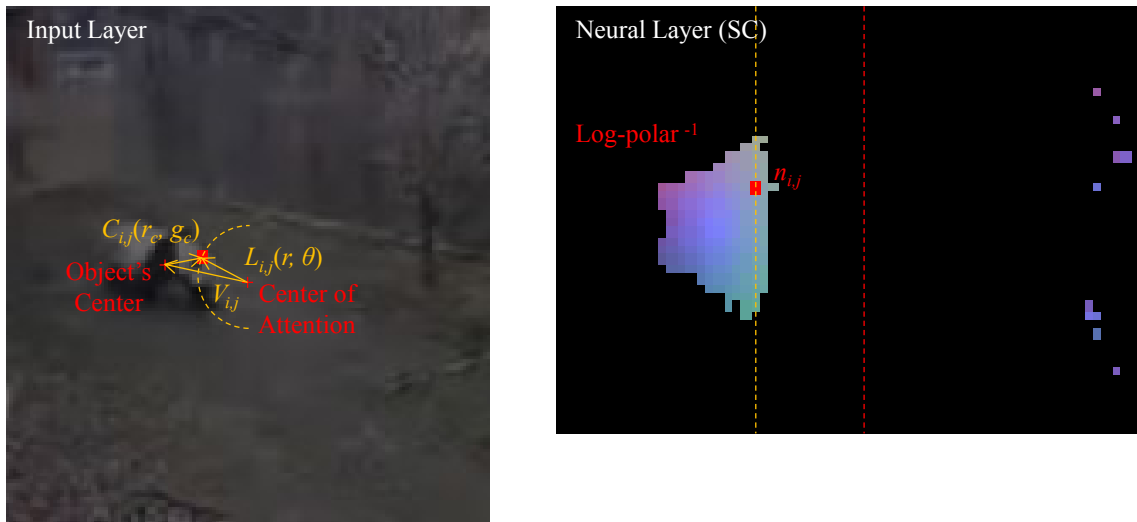 Input Layer
C_{i,j}(r_c, g_c)
L_{i,j}(r, θ)
Object's
Center
V_{i,j}
Center of
Attention
Neural Layer (SC)
Log-polar ^{-1}
n_{i,j}